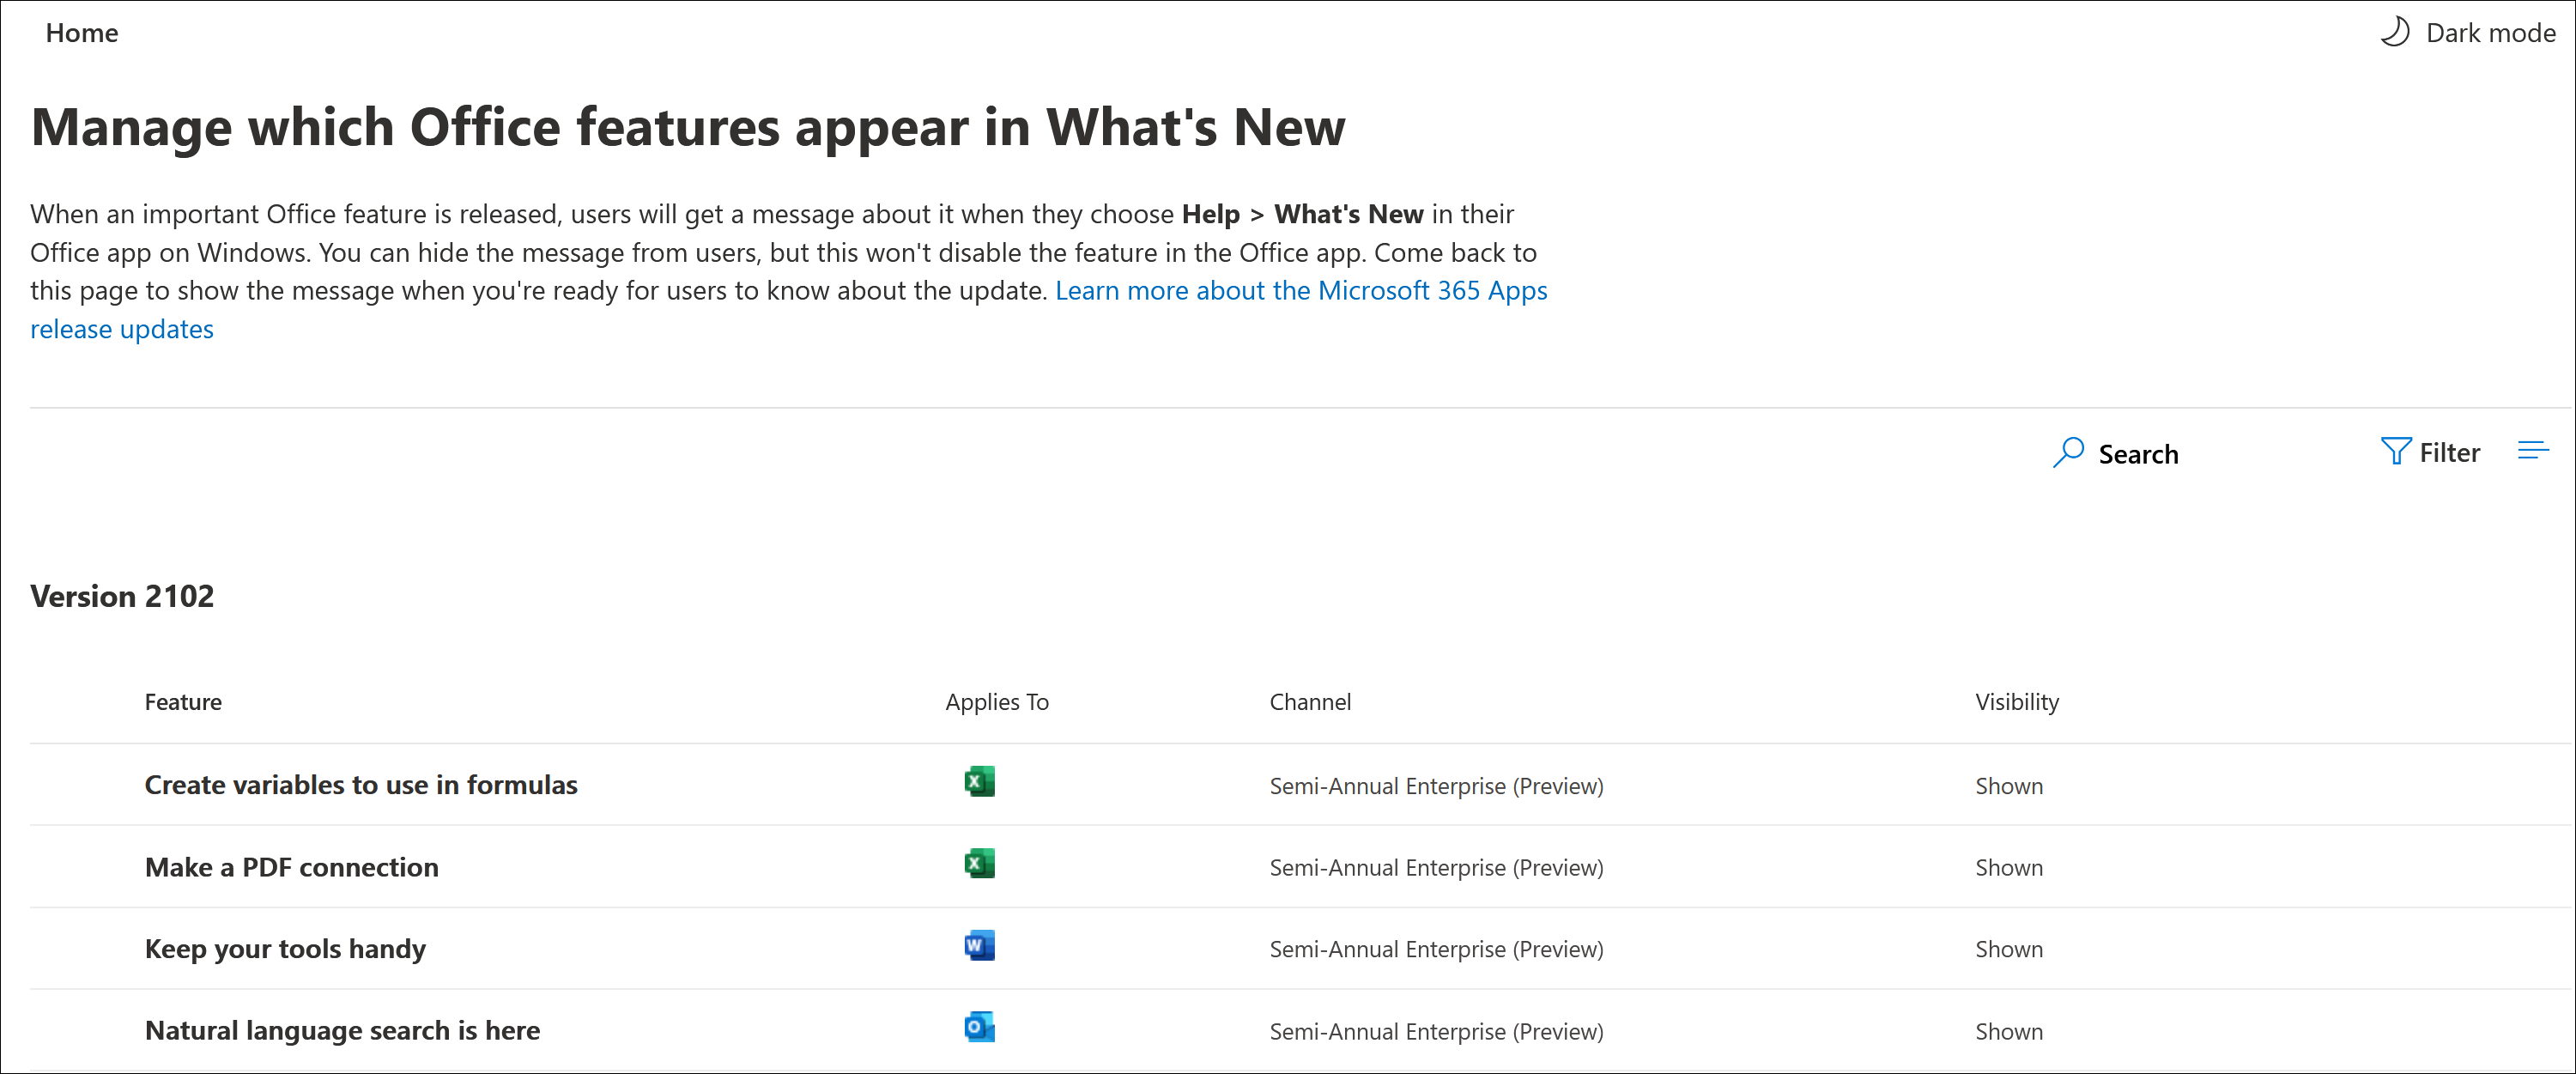 Home
Dark mode
Manage which Office features appear in What's New
When an important Office feature is released, users will get a message about it when they choose Help > What's New in their
Office app on Windows. You can hide the message from users, but this won't disable the feature in the Office app. Come back to
this page to show the message when you're ready for users to know about the update. Learn more about the Microsoft 365 Apps
release updates
Search
Filter
Version 2102
Feature Applies To Channel Visibility
Create variables to use in formulas X Semi-Annual Enterprise (Preview) Shown
Make a PDF connection X Semi-Annual Enterprise (Preview) Shown
Keep your tools handy W Semi-Annual Enterprise (Preview) Shown
Natural language search is here O Semi-Annual Enterprise (Preview) Shown